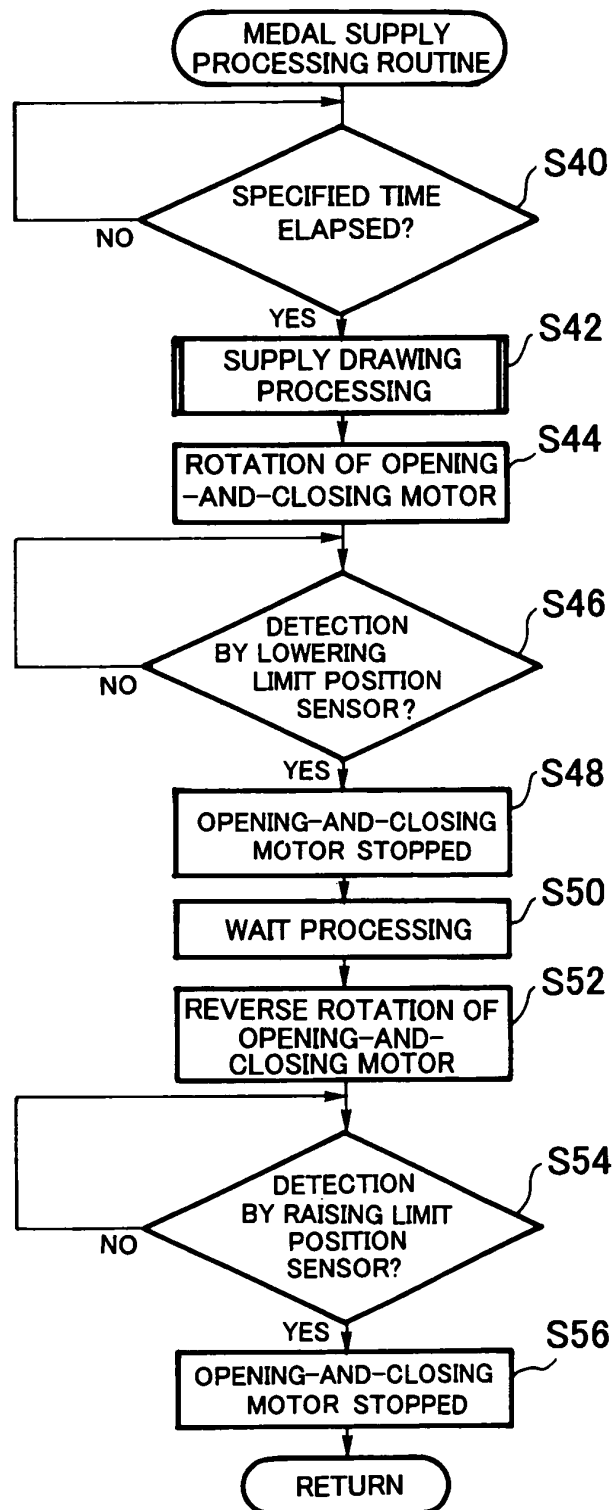 MEDAL SUPPLY
PROCESSING ROUTINE
S40
SPECIFIED TIME
ELAPSED?
NO
YES
S42
SUPPLY DRAWING
PROCESSING
S44
ROTATION OF OPENING
-AND-CLOSING MOTOR
S46
DETECTION
BY LOWERING
LIMIT POSITION
SENSOR?
NO
YES
S48
OPENING-AND-CLOSING
MOTOR STOPPED
S50
WAIT PROCESSING
S52
REVERSE ROTATION OF
OPENING-AND-
CLOSING MOTOR
S54
DETECTION
BY RAISING LIMIT
POSITION
SENSOR?
NO
YES
S56
OPENING-AND-CLOSING
MOTOR STOPPED
RETURN